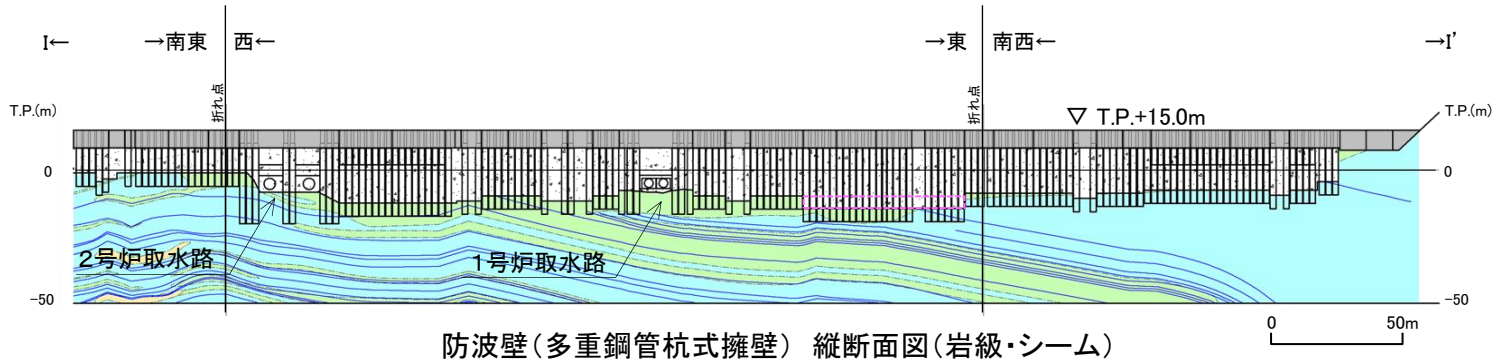 I← →南東 西← →東 南西← →I’
T.P.(m) 折れ点 折れ点 ▽ T.P.+15.0m T.P.(m)
0 0
2号炉取水路 1号炉取水路
-50 -50
0 50m
防波壁(多重鋼管杭式擁壁) 縦断面図(岩級・シーム)